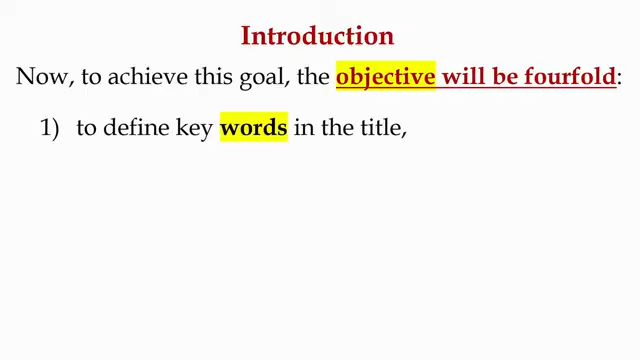 Introduction
Now, to achieve this goal, the objective will be fourfold:
1) to define key words in the title,